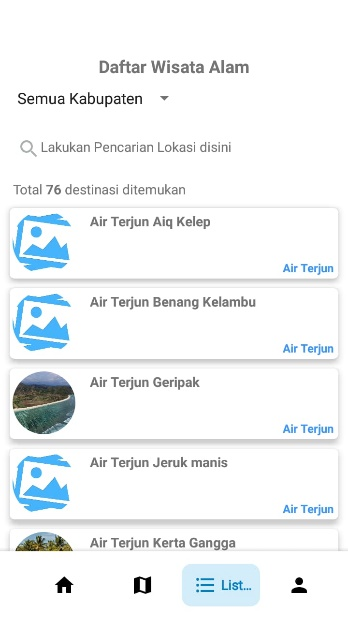 Daftar Wisata Alam
Semua Kabupaten
Lakukan Pencarian Lokasi disini
Total 76 destinasi ditemukan
Air Terjun Aiq Kelep
Air Terjun
Air Terjun Benang Kelambu
Air Terjun
Air Terjun Geripak
Air Terjun
Air Terjun Jeruk manis
Air Terjun
Air Terjun Kerta Gangga
List...